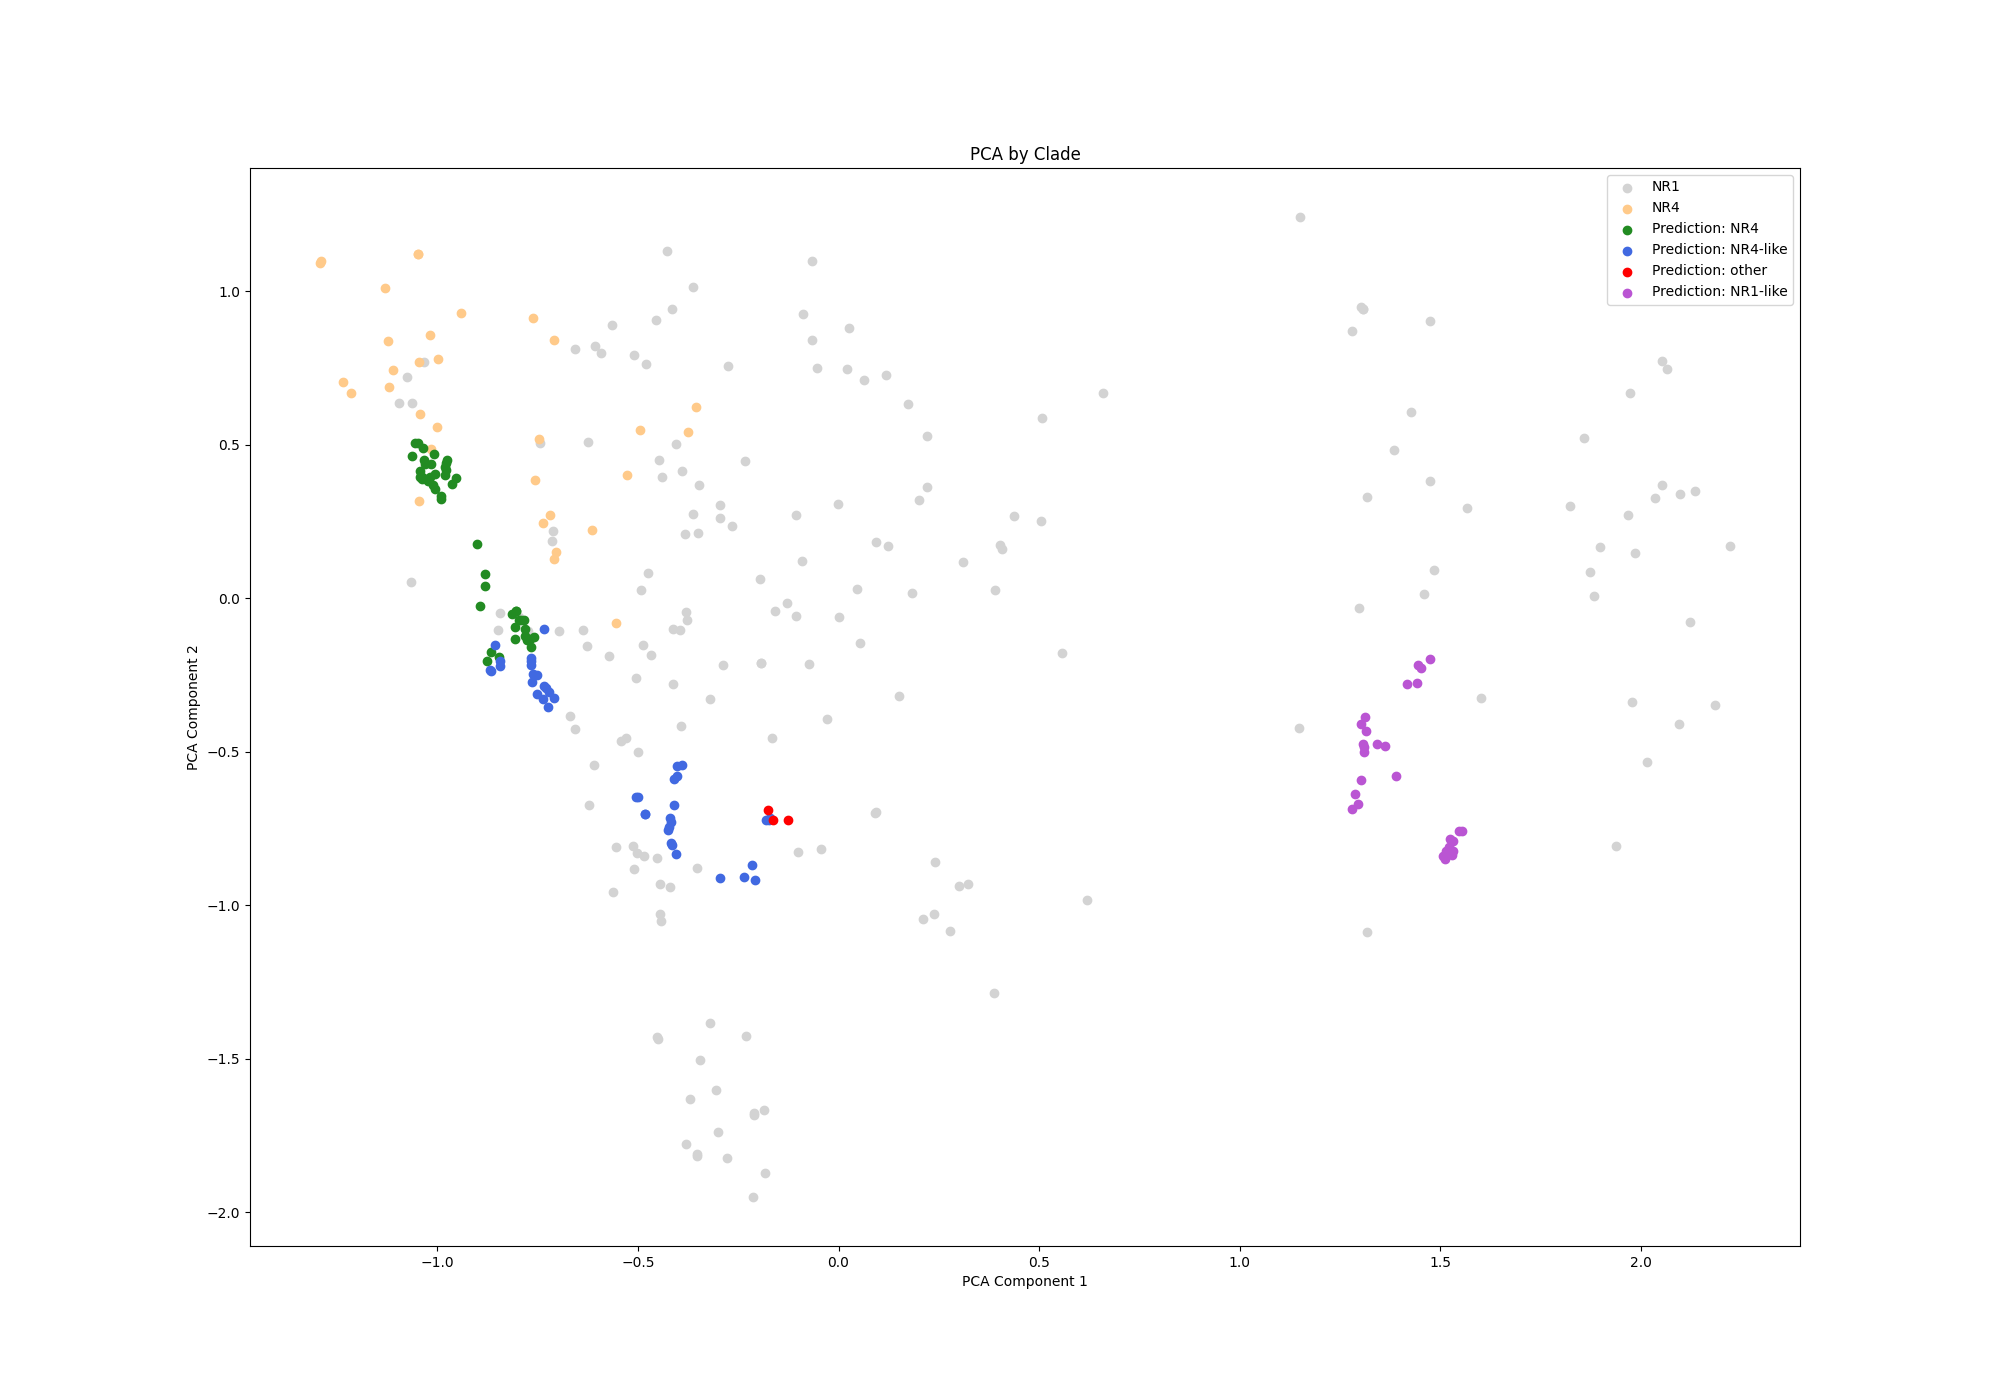 PCA by Clade
NR1
NR4
Prediction: NR4
Prediction: NR4-like
Prediction: other
Prediction: NR1-like
1.0
0.5
0.0
−0.5
−1.0
−1.5
−2.0
PCA Component 2
−1.0
−0.5
0.0
0.5
1.0
1.5
2.0
PCA Component 1